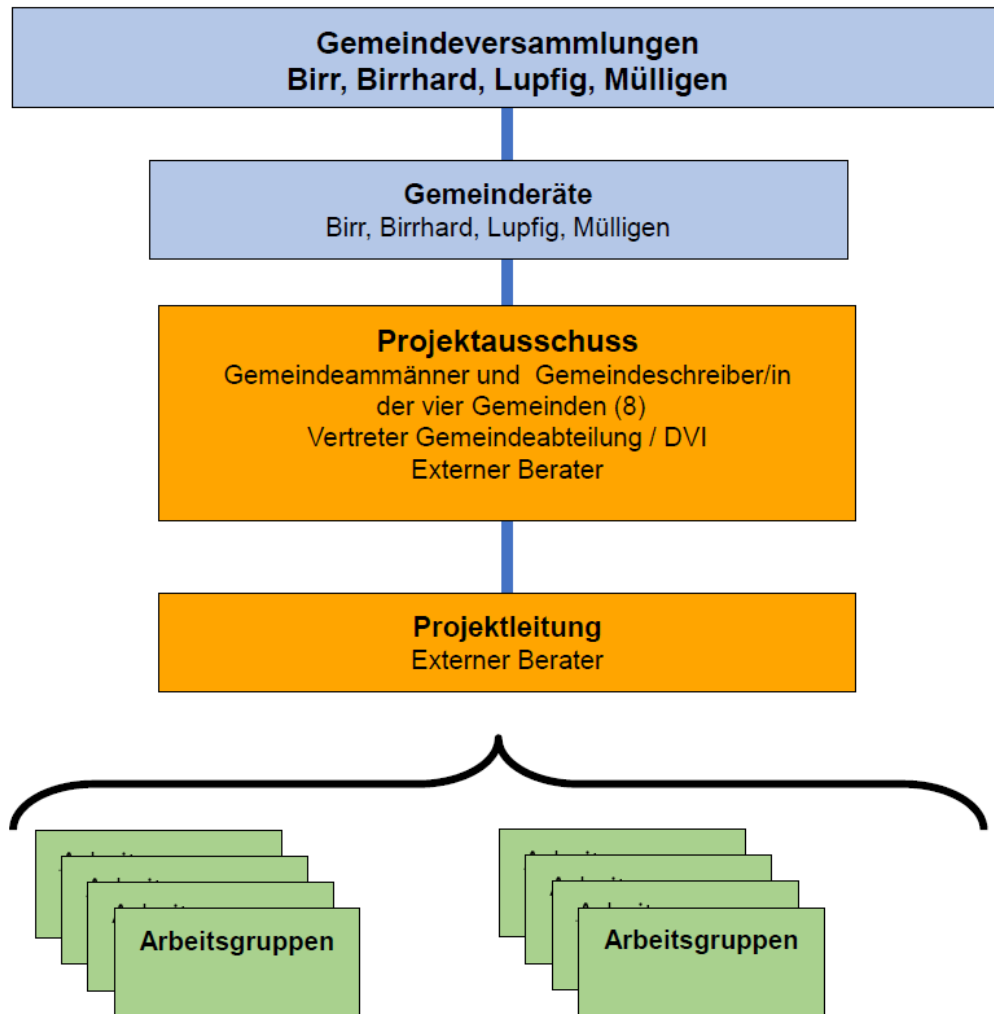 Gemeindeversammlungen
Birr, Birrhard, Lupfig, Mülligen
Gemeinderäte
Birr, Birrhard, Lupfig, Mülligen
Projektausschuss
Gemeindeammänner und Gemeindeschreiber/in
der vier Gemeinden (8)
Vertreter Gemeindeabteilung / DVI
Externer Berater
Projektleitung
Externer Berater
Arbeitsgruppen
Arbeitsgruppen